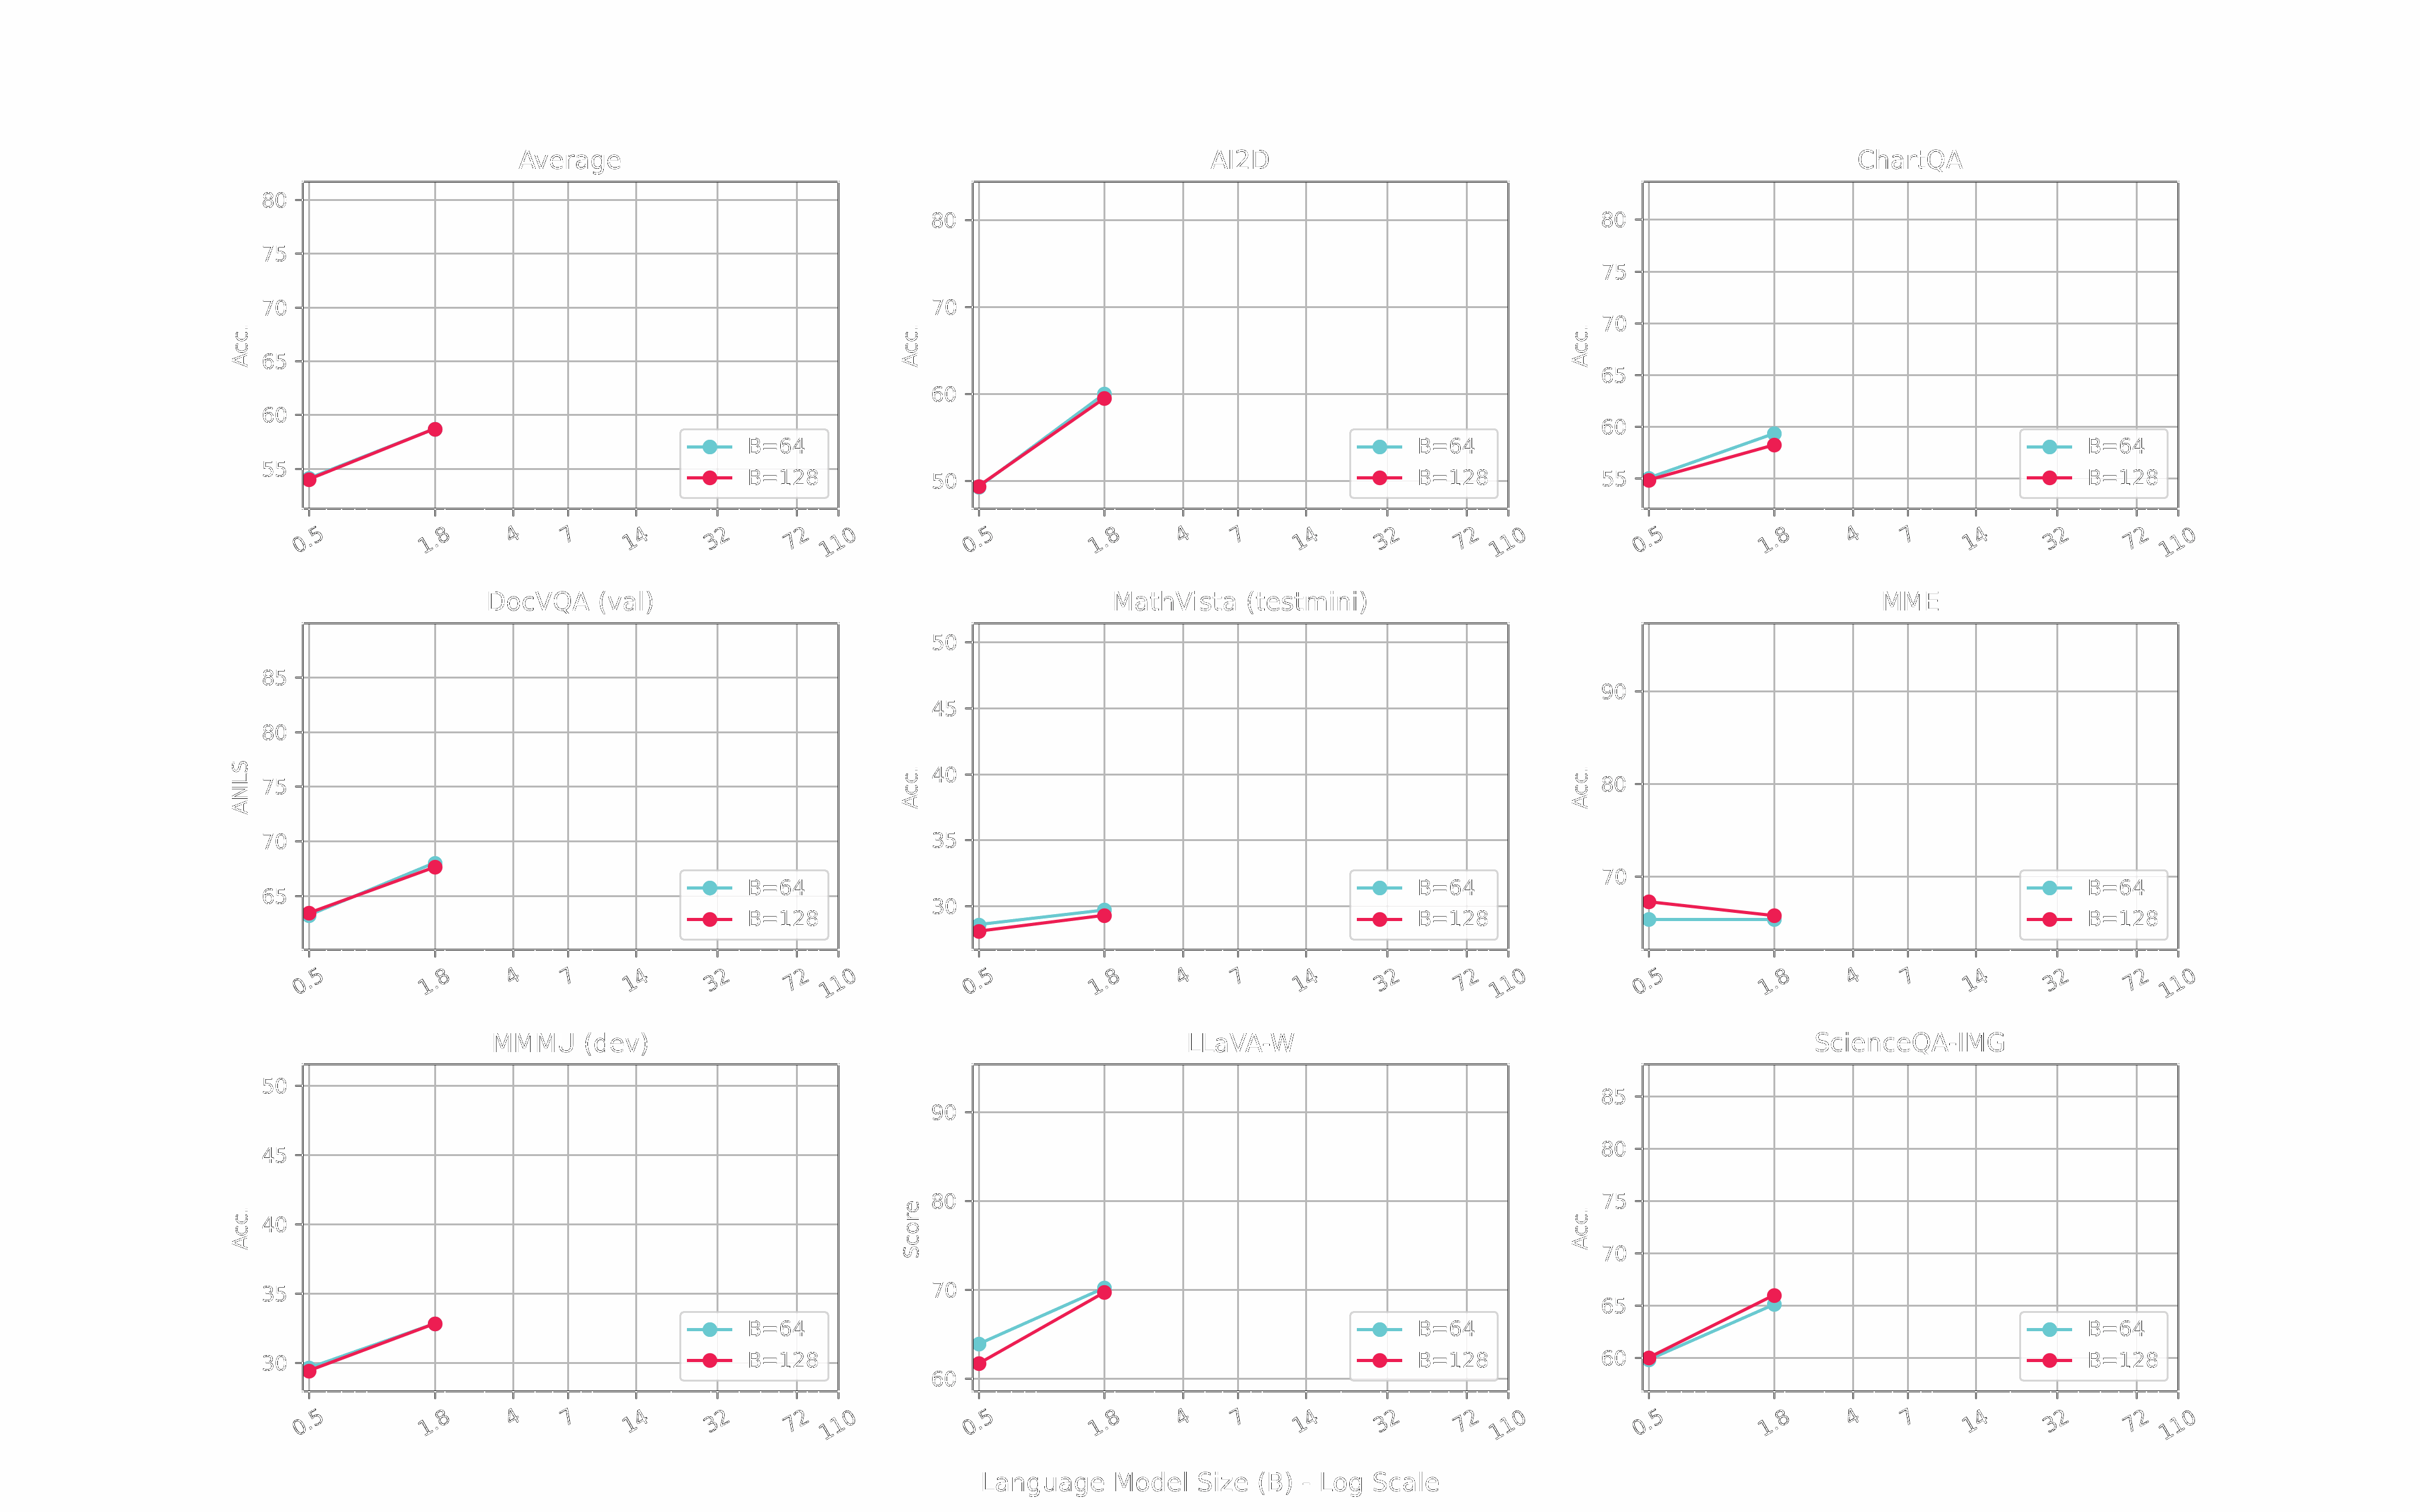 Average
80
75
70
65
60
55
Acc.
0.5 1.8 4 7 14 32 72 110
B=64
B=128
AI2D
80
70
60
50
Acc.
0.5 1.8 4 7 14 32 72 110
B=64
B=128
ChartQA
80
75
70
65
60
55
Acc.
0.5 1.8 4 7 14 32 72 110
B=64
B=128
DocVQA (val)
85
80
75
70
65
ANLS
0.5 1.8 4 7 14 32 72 110
B=64
B=128
MathVista (testmini)
50
45
40
35
30
Acc.
0.5 1.8 4 7 14 32 72 110
B=64
B=128
MME
90
80
70
Acc.
0.5 1.8 4 7 14 32 72 110
B=64
B=128
MMMU (dev)
50
45
40
35
30
Acc.
0.5 1.8 4 7 14 32 72 110
B=64
B=128
LLaVA-W
90
80
70
60
Score
0.5 1.8 4 7 14 32 72 110
B=64
B=128
ScienceQA-IMG
85
80
75
70
65
60
Acc.
0.5 1.8 4 7 14 32 72 110
B=64
B=128
Language Model Size (B) - Log Scale